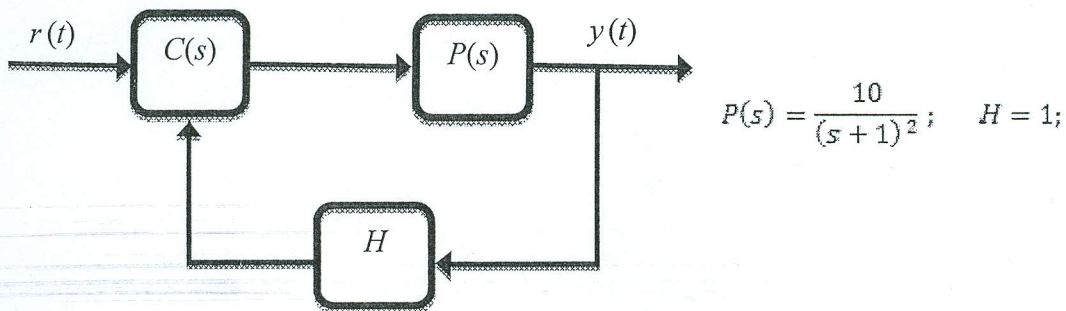 r(t)
C(s)
P(s)
y(t)
P(s) = 10/(s + 1)²; H = 1;
H